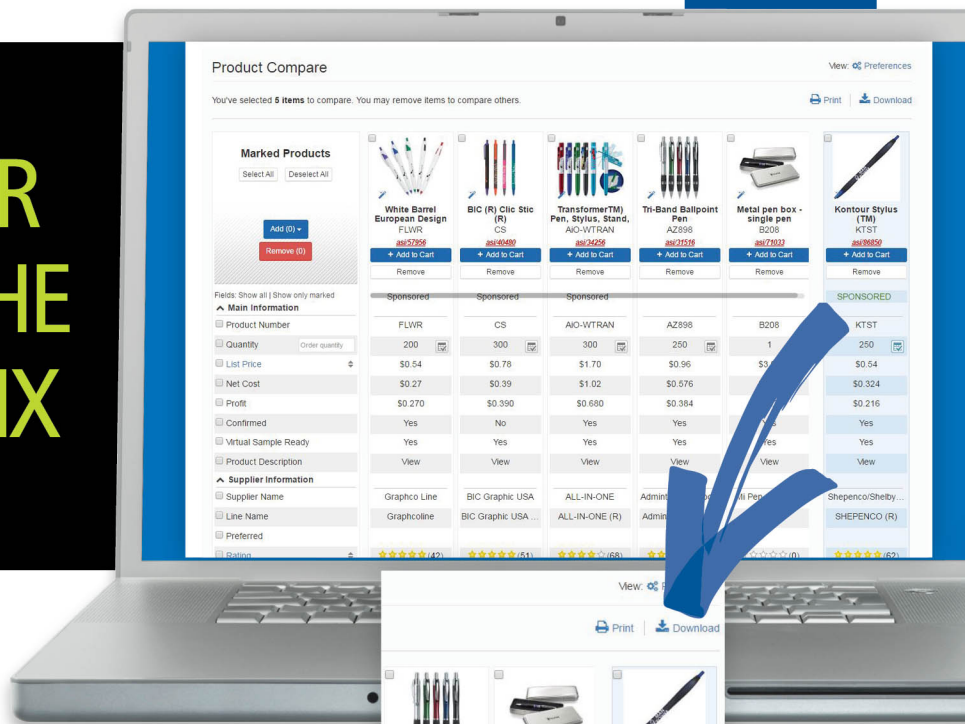 R
HE
IX
Product Compare
View: Preferences
You've selected 5 items to compare. You may remove items to compare others.
Print
Download
Marked Products
Select All
Deselect All
Add (0)
Remove (0)
White Barrel
European Design
FLWR
asi/57956
+ Add to Cart
Remove
BIC (R) Clic Stic
(R)
CS
asi/40480
+ Add to Cart
Remove
TransformerTM)
Pen, Stylus, Stand,
AIO-WTRAN
asi/34256
+ Add to Cart
Remove
Tri-Band Ballpoint
Pen
AZ898
asi/31516
+ Add to Cart
Remove
Metal pen box -
single pen
B208
asi/71033
+ Add to Cart
Remove
Kontour Stylus
(TM)
KTST
asi/86850
+ Add to Cart
Remove
Fields: Show all | Show only marked
Sponsored Sponsored Sponsored SPONSORED
Main Information
Product Number FLWR CS AIO-WTRAN AZ898 B208 KTST
Quantity Order quantity 200 300 300 250 1 250
List Price $0.54 $0.78 $1.70 $0.96 $0.54
Net Cost $0.27 $0.39 $1.02 $0.576 $0.324
Profit $0.270 $0.390 $0.680 $0.384 $0.216
Confirmed Yes No Yes Yes Yes
Virtual Sample Ready Yes Yes Yes Yes Yes Yes
Product Description View View View View View View
Supplier Information
Supplier Name Graphco Line BIC Graphic USA ALL-IN-ONE Shepenco/Shelby...
Line Name Graphcoline BIC Graphic USA ... ALL-IN-ONE (R) SHEPENCO (R)
Preferred
Rating (42) (51) (68) (0) (62)
View:
Print
Download